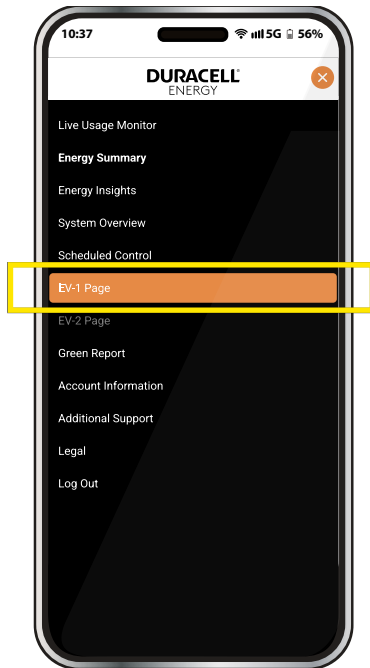 10:37 5G 56%
DURACELL
ENERGY
Live Usage Monitor
Energy Summary
Energy Insights
System Overview
Scheduled Control
EV-1 Page
EV-2 Page
Green Report
Account Information
Additional Support
Legal
Log Out